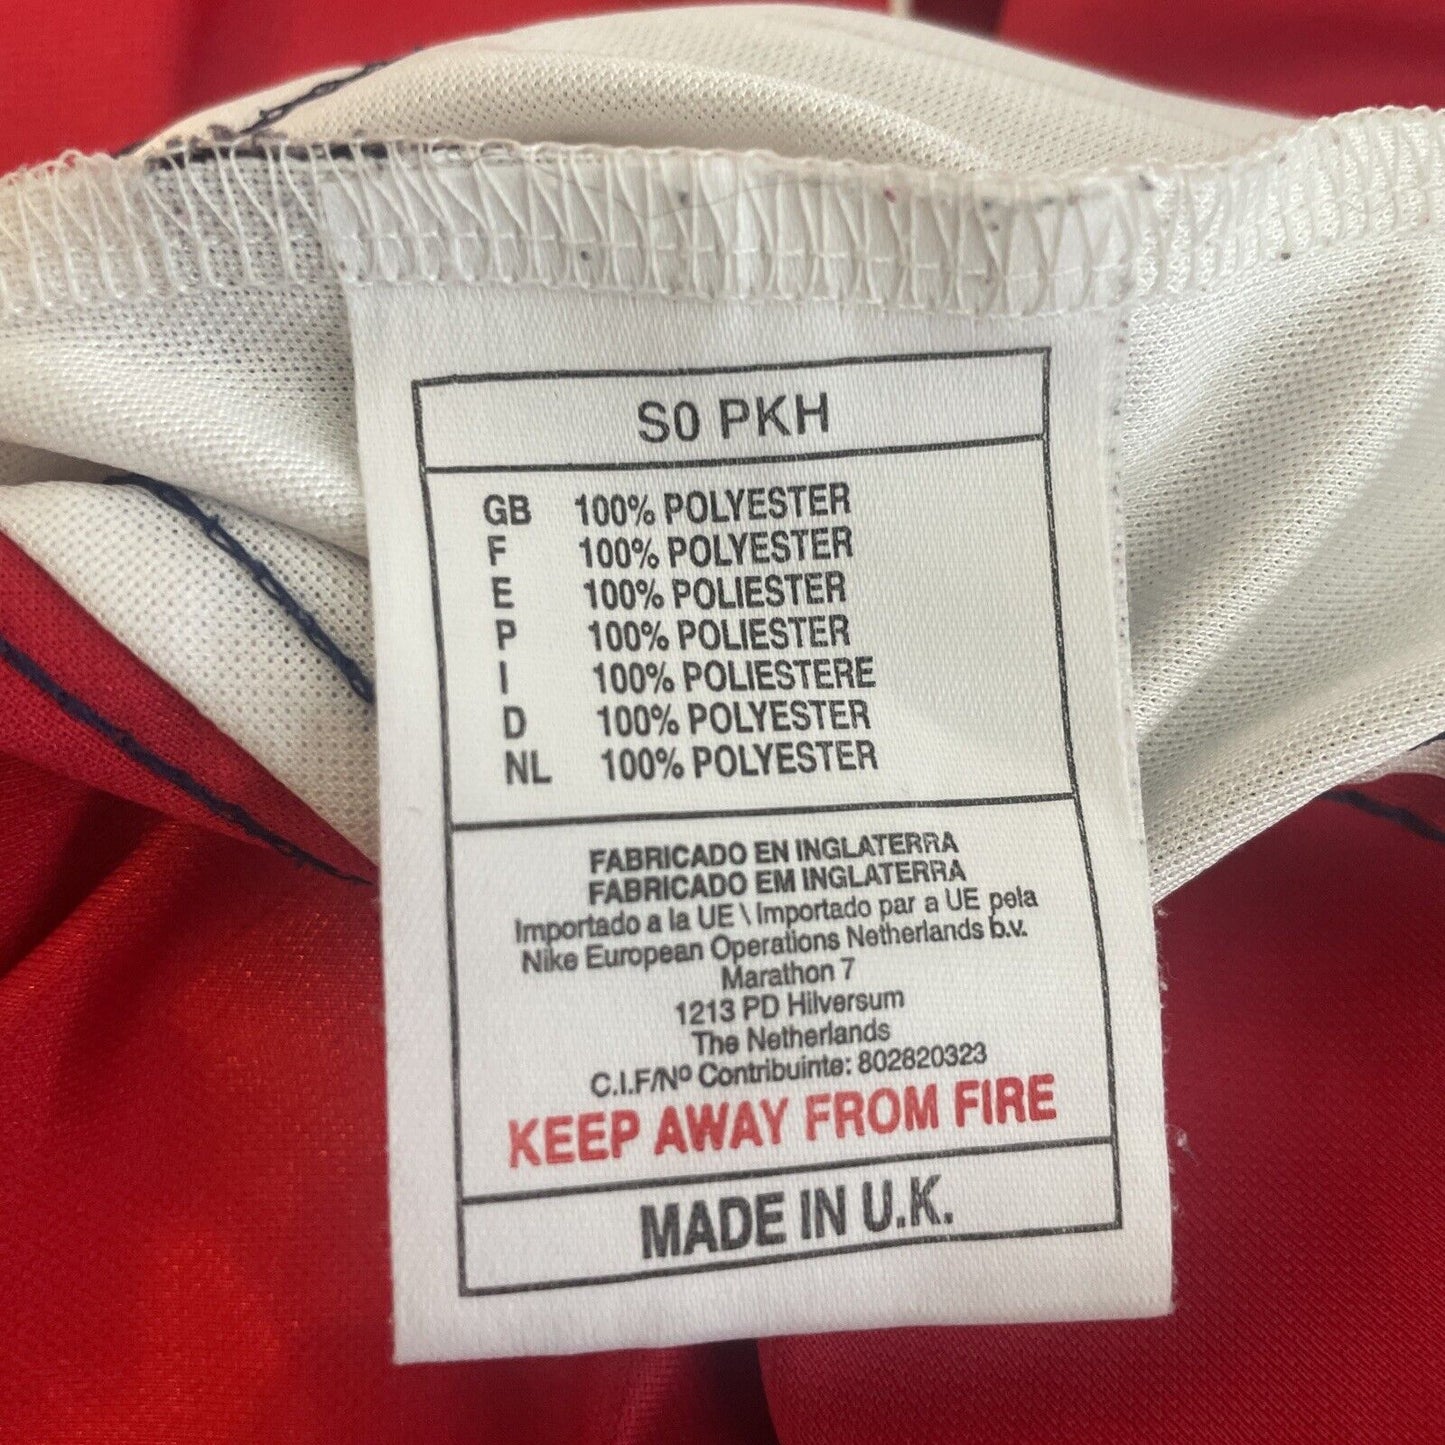 S0 PKH
GB 100% POLYESTER
F 100% POLYESTER
E 100% POLIESTER
P 100% POLIESTER
I 100% POLIESTERE
D 100% POLYESTER
NL 100% POLYESTER
FABRICADO EN INGLATERRA
FABRICADO EM INGLATERRA
Importado a la UE \ Importado par a UE pela
Nike European Operations Netherlands b.v.
Marathon 7
1213 PD Hilversum
The Netherlands
C.I.F/Nº Contribuinte: 802820323
KEEP AWAY FROM FIRE
MADE IN U.K.